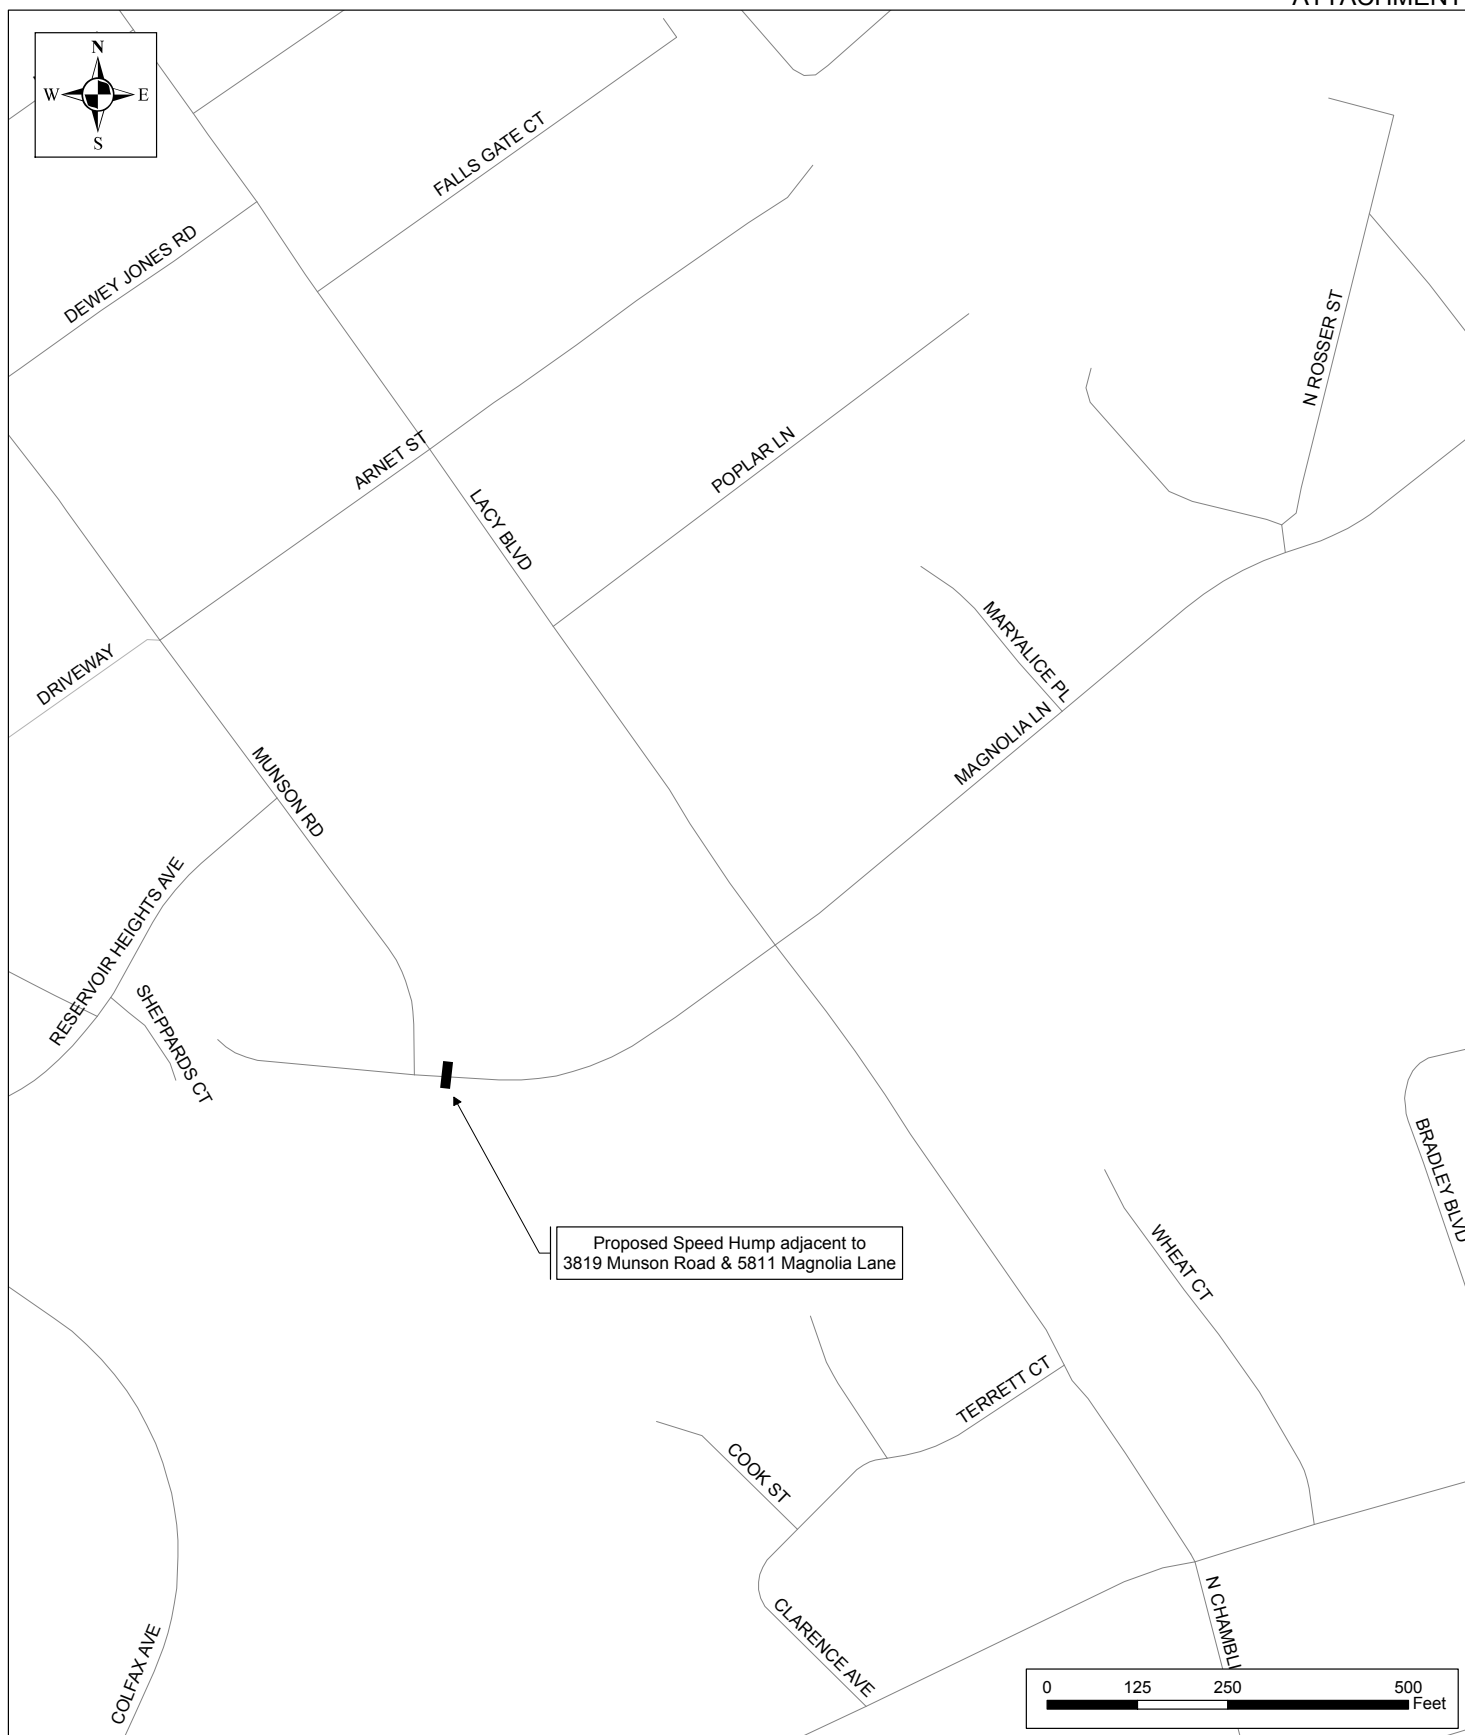 N
W E
S
FALLS GATE CT
DEWEY JONES RD
N ROSSER ST
ARNET ST
POPLAR LN
LACY BLVD
MARYALICE PL
DRIVEWAY
MAGNOLIA LN
MUNSON RD
RESERVOIR HEIGHTS AVE
SHEPPARDS CT
BRADLEY BLVD
Proposed Speed Hump adjacent to
3819 Munson Road & 5811 Magnolia Lane
WHEAT CT
TERRETT CT
COOK ST
N CHAMBLI
CLARENCE AVE
COLFAX AVE
0 125 250 500
Feet